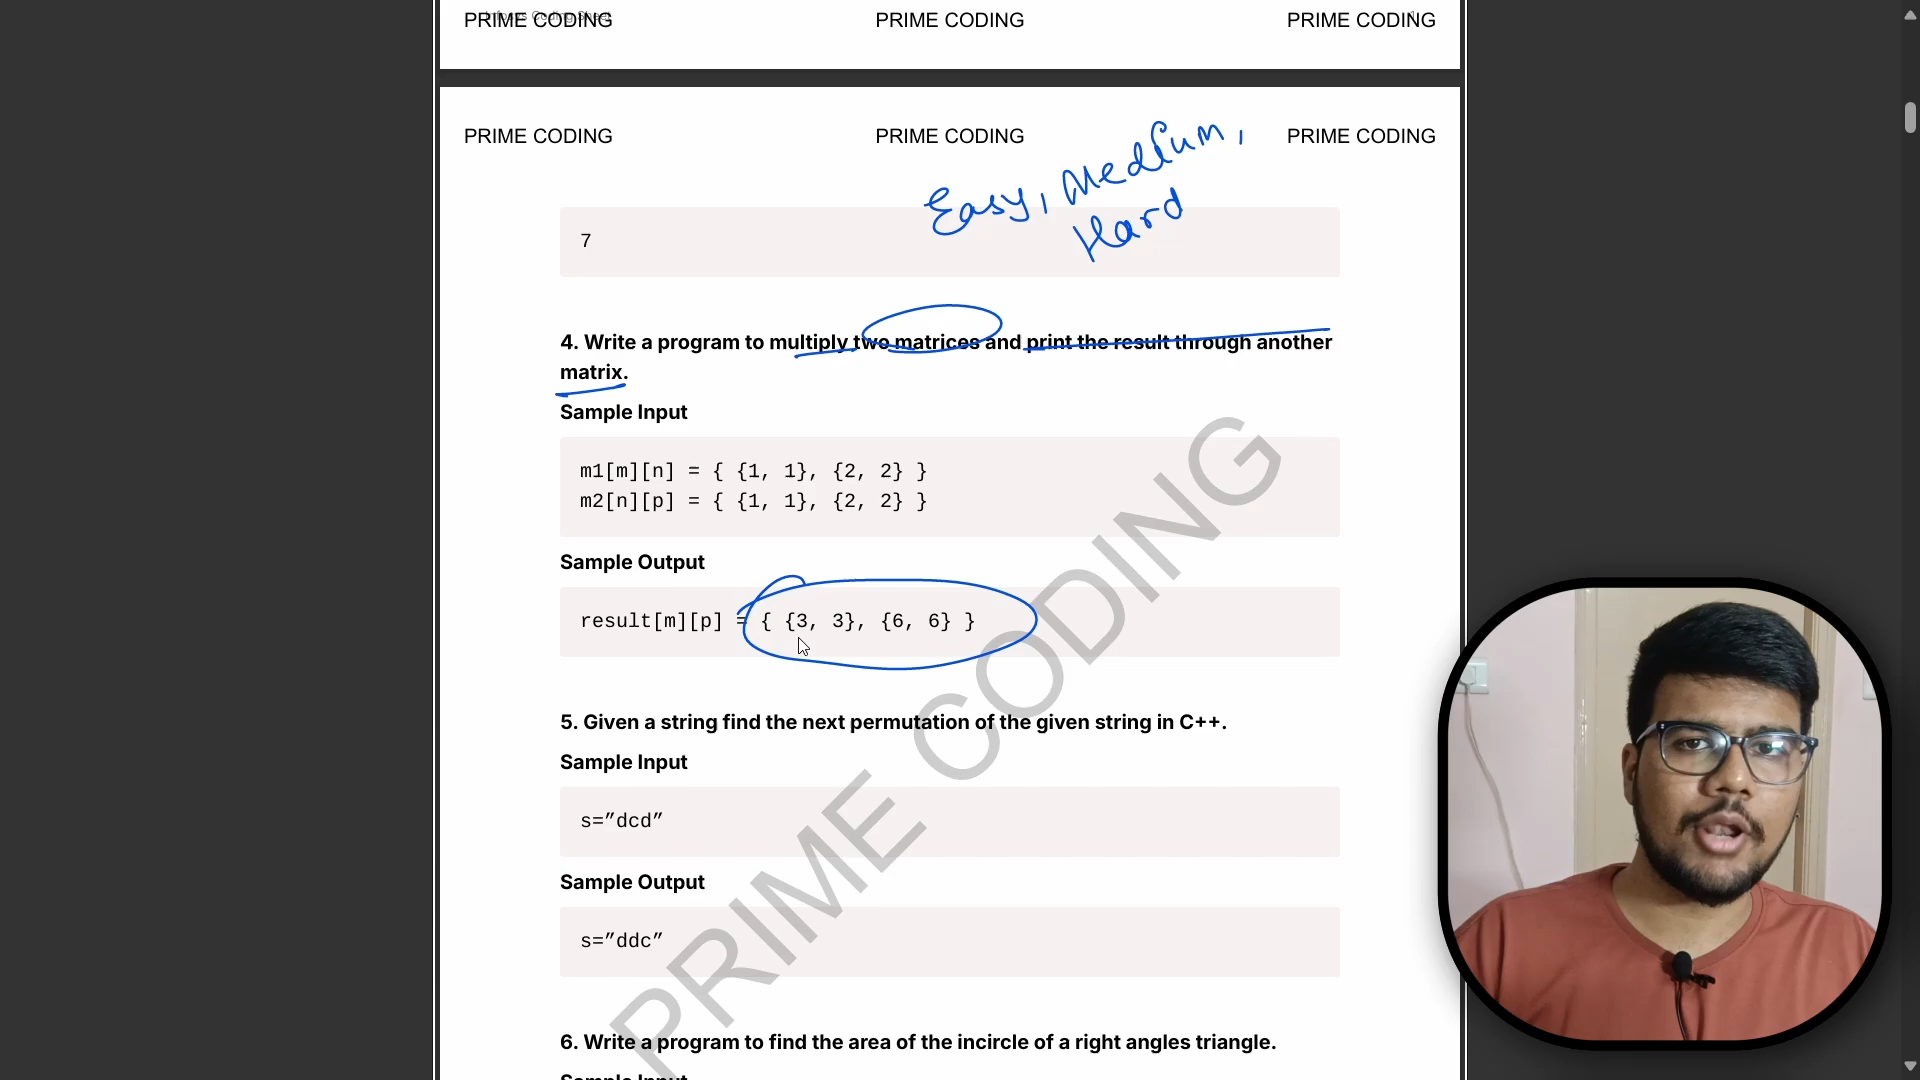 PRIME CODING PRIME CODING PRIME CODING
PRIME CODING PRIME CODING PRIME CODING
Easy, Medium,
Hard
7
4. Write a program to multiply two matrices and print the result through another
matrix.
Sample Input
m1[m][n] = { {1, 1}, {2, 2} }
m2[n][p] = { {1, 1}, {2, 2} }
Sample Output
result[m][p] = { {3, 3}, {6, 6} }
5. Given a string find the next permutation of the given string in C++.
Sample Input
s=”dcd”
Sample Output
s=”ddc”
6. Write a program to find the area of the incircle of a right angles triangle.
Sample Input
PRIME CODING